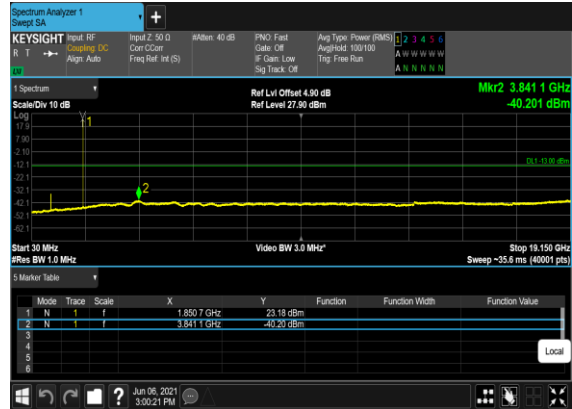 Spectrum Analyzer 1
Swept SA
+
KEYSIGHT Input: RF Input Z: 50 Ω #Atten: 40 dB PNO: Fast Avg Type: Power (RMS) 1 2 3 4 5 6
R T Coupling: DC Corr CCorr Gate: Off Avg|Hold: 100/100 A W W W W W
Align: Auto Freq Ref: Int (S) IF Gain: Low Trig: Free Run
Sig Track: Off A N N N N N
1 Spectrum
Ref Lvl Offset 4.90 dB Mkr2 3.841 1 GHz
Scale/Div 10 dB Ref Level 27.90 dBm -40.201 dBm
Log
17.9
7.90
-2.10
-12.1
-22.1
-32.1
-42.1
-52.1
-62.1
1
DL1 -13.00 dBm
2
Start 30 MHz Video BW 3.0 MHz* Stop 19.150 GHz
#Res BW 1.0 MHz Sweep ~35.6 ms (40001 pts)
5 Marker Table
Mode Trace Scale X Y Function Function Width Function Value
1 N 1 f 1.850 7 GHz 23.18 dBm
2 N 1 f 3.841 1 GHz -40.20 dBm
3
4
5
6
Local
? Jun 06, 2021
3:00:21 PM